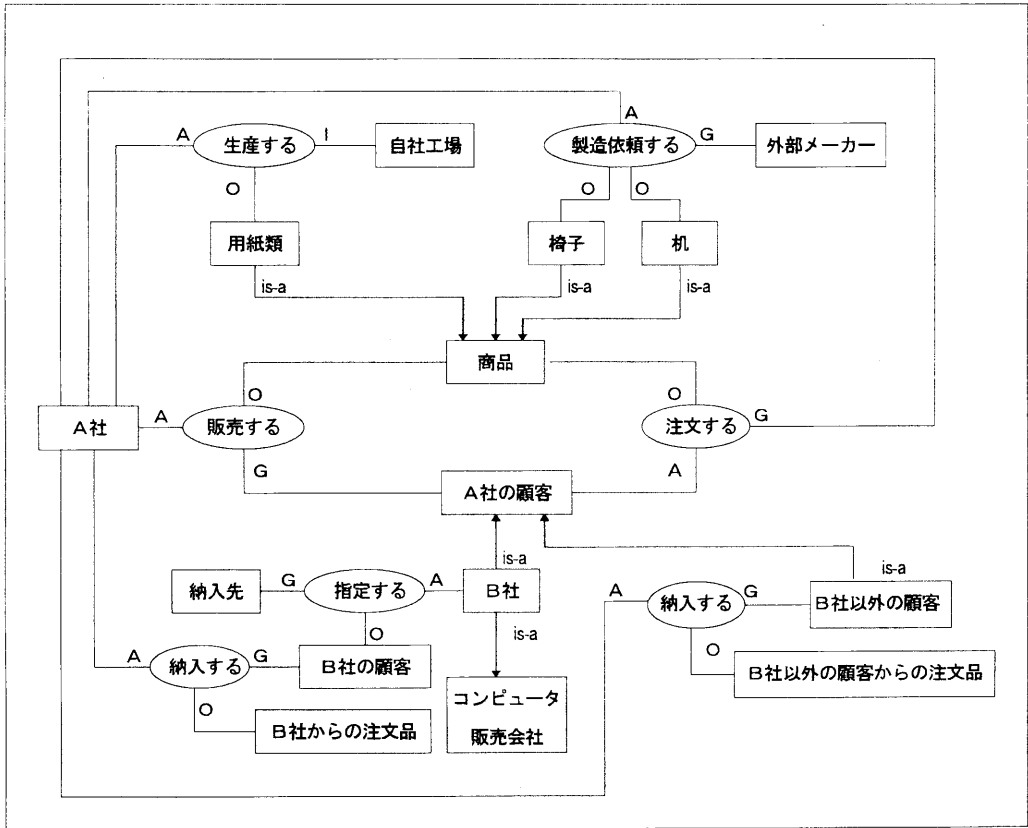 A
A 生産する I 自社工場
製造依頼する G 外部メーカー
O
O O
用紙類
椅子 机
is-a
is-a is-a
商品
O
O
A社 A 販売する
注文する G
G
A
A社の顧客
is-a
is-a
納入先 G 指定する A B社
A 納入する G B社以外の顧客
O
is-a
A 納入する G B社の顧客
O
B社以外の顧客からの注文品
O
B社からの注文品
コンピュータ
販売会社